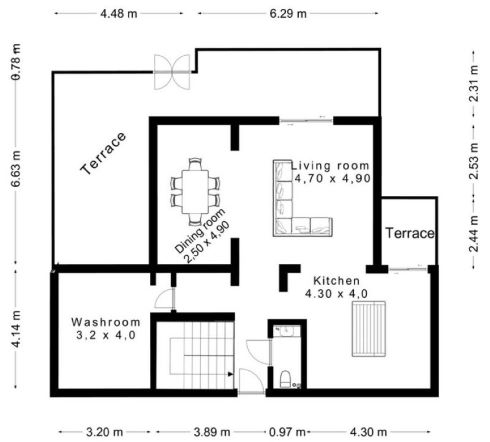 4.48 m
6.29 m
0.78 m
6.63 m
4.14 m
2.31 m
2.53 m
2.44 m
Terrace
Living room
4,70 x 4,90
Dining room
2,50 x 4,90
Terrace
Kitchen
4.30 x 4,0
Washroom
3,2 x 4,0
3.20 m
3.89 m
0.97 m
4.30 m